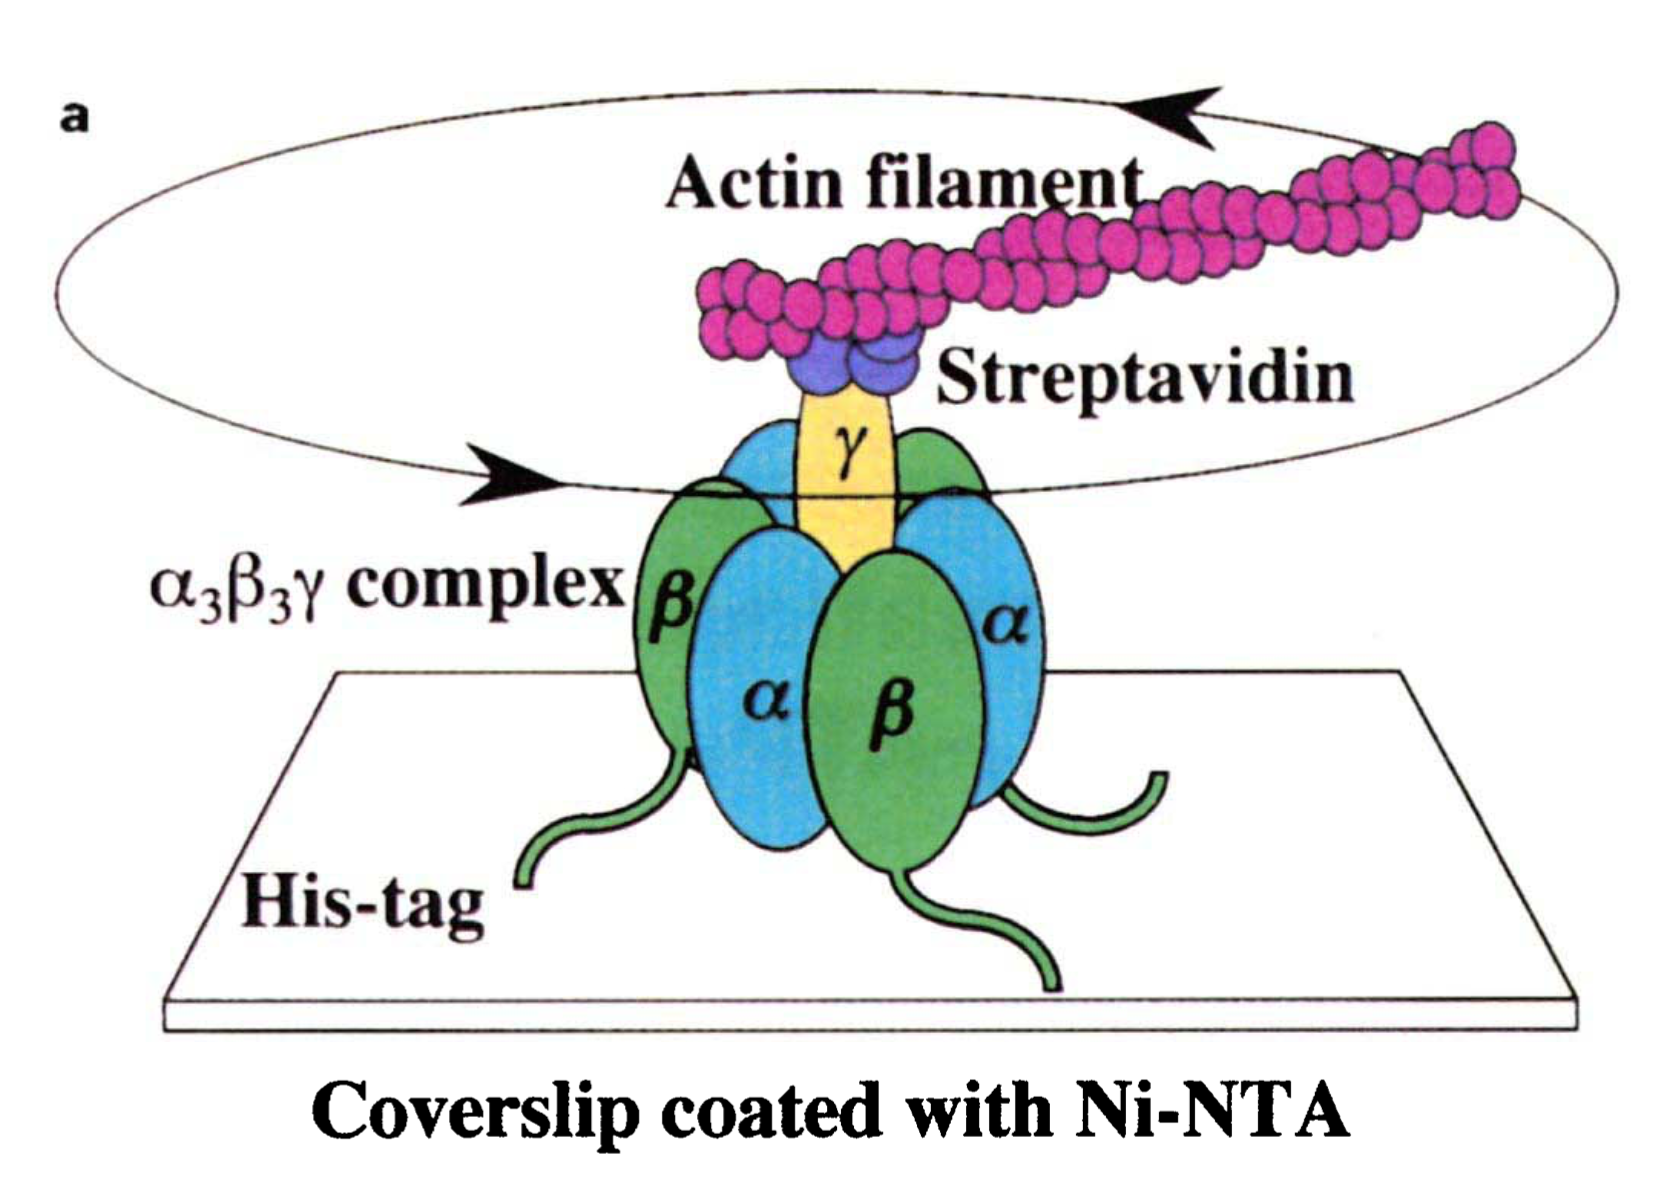 a
Actin filament
Streptavidin
γ
α₃β₃γ complex
β
α
α
β
His-tag
Coverslip coated with Ni-NTA